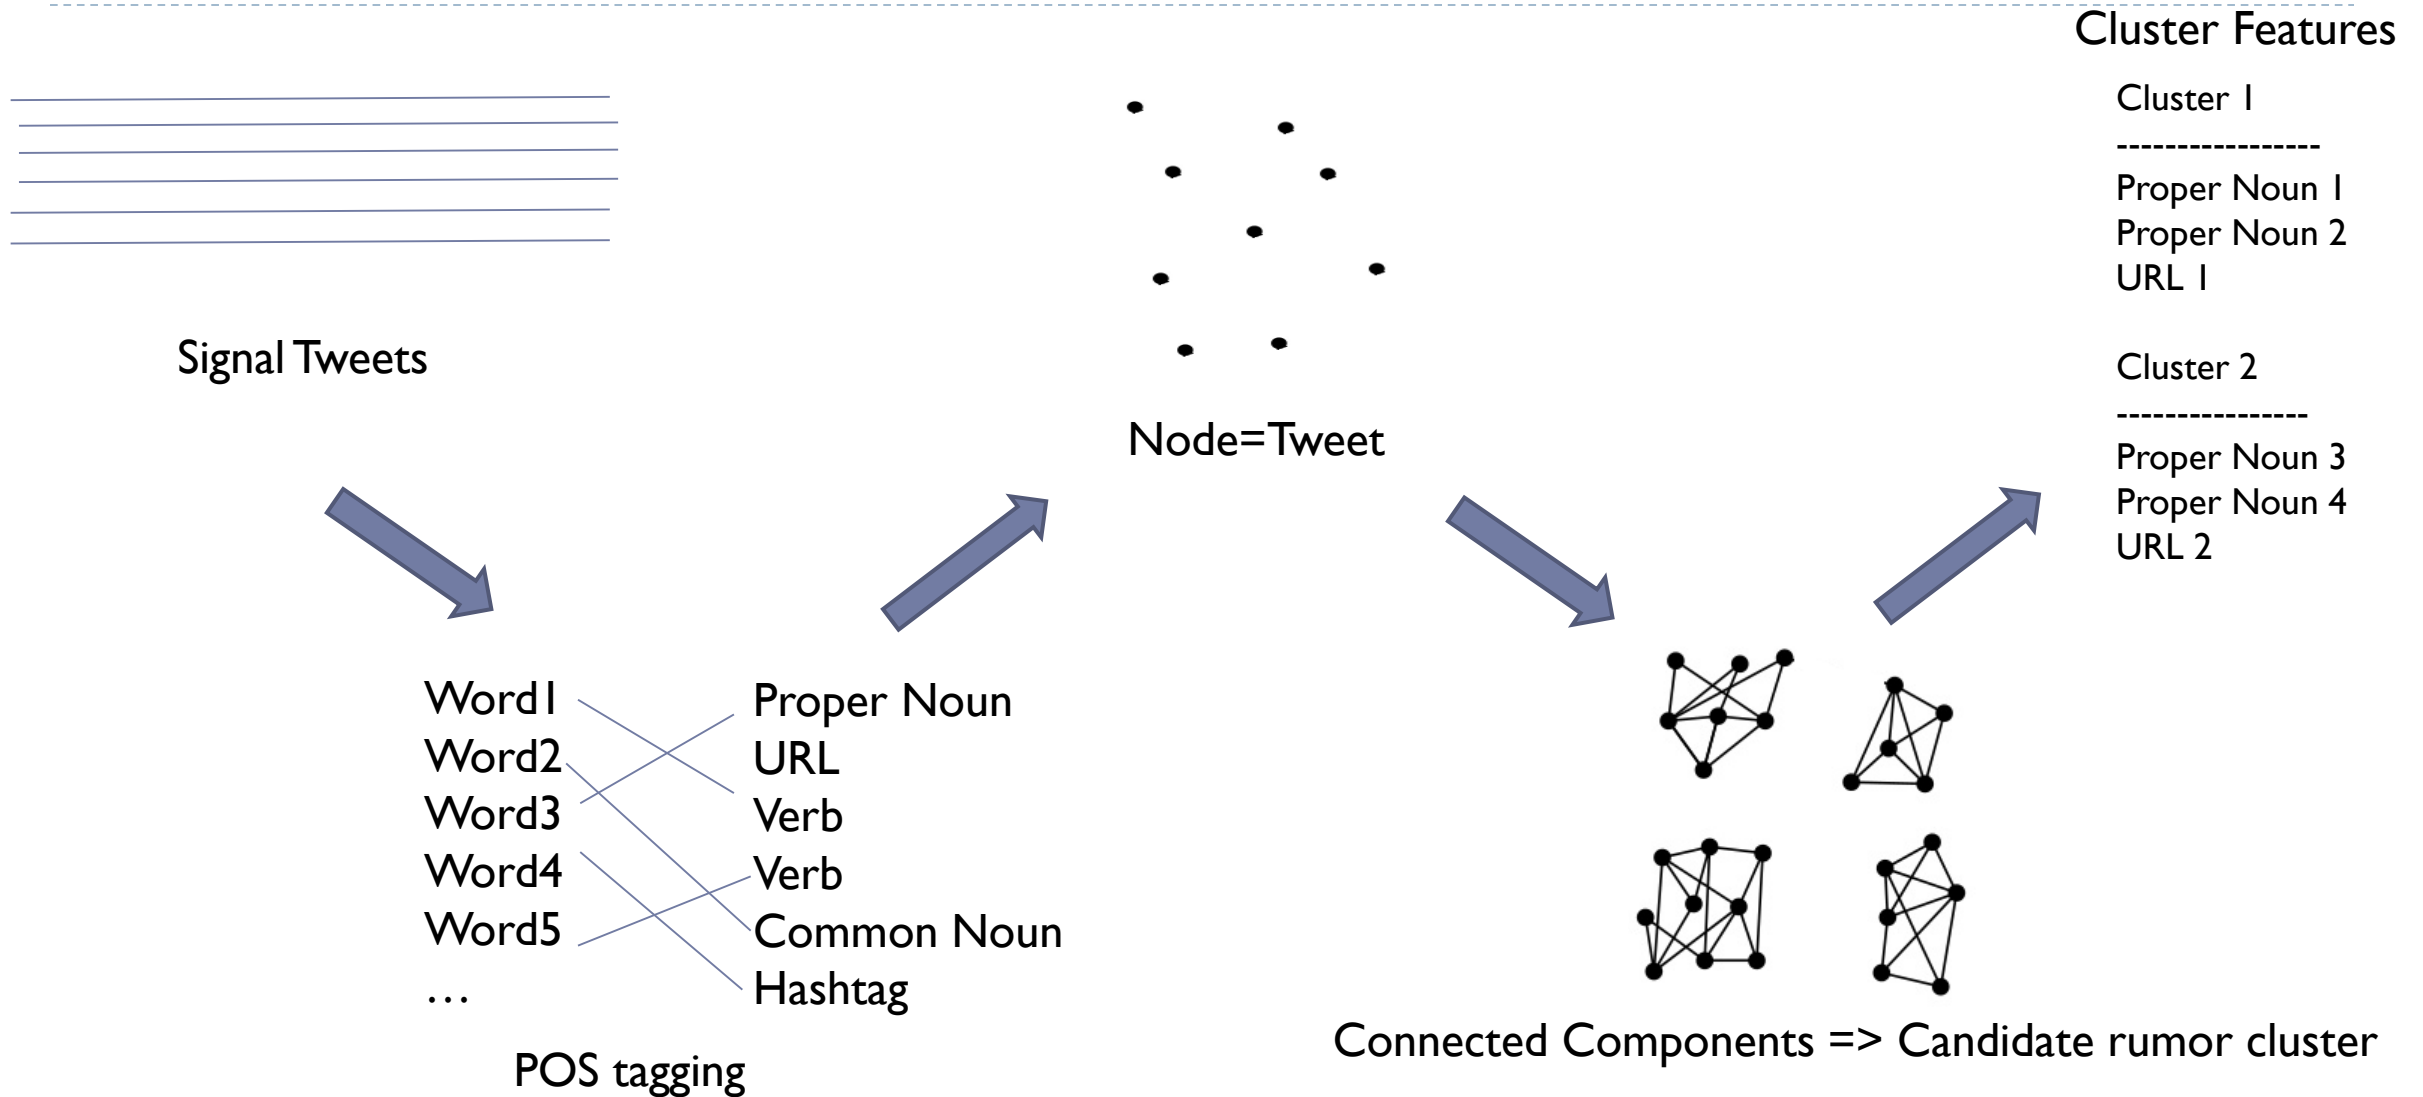 Cluster Features
Cluster 1
-----------------
Proper Noun 1
Proper Noun 2
URL 1
Cluster 2
----------------
Proper Noun 3
Proper Noun 4
URL 2
Signal Tweets
Node=Tweet
Word1
Word2
Word3
Word4
Word5
…
Proper Noun
URL
Verb
Verb
Common Noun
Hashtag
POS tagging
Connected Components => Candidate rumor cluster